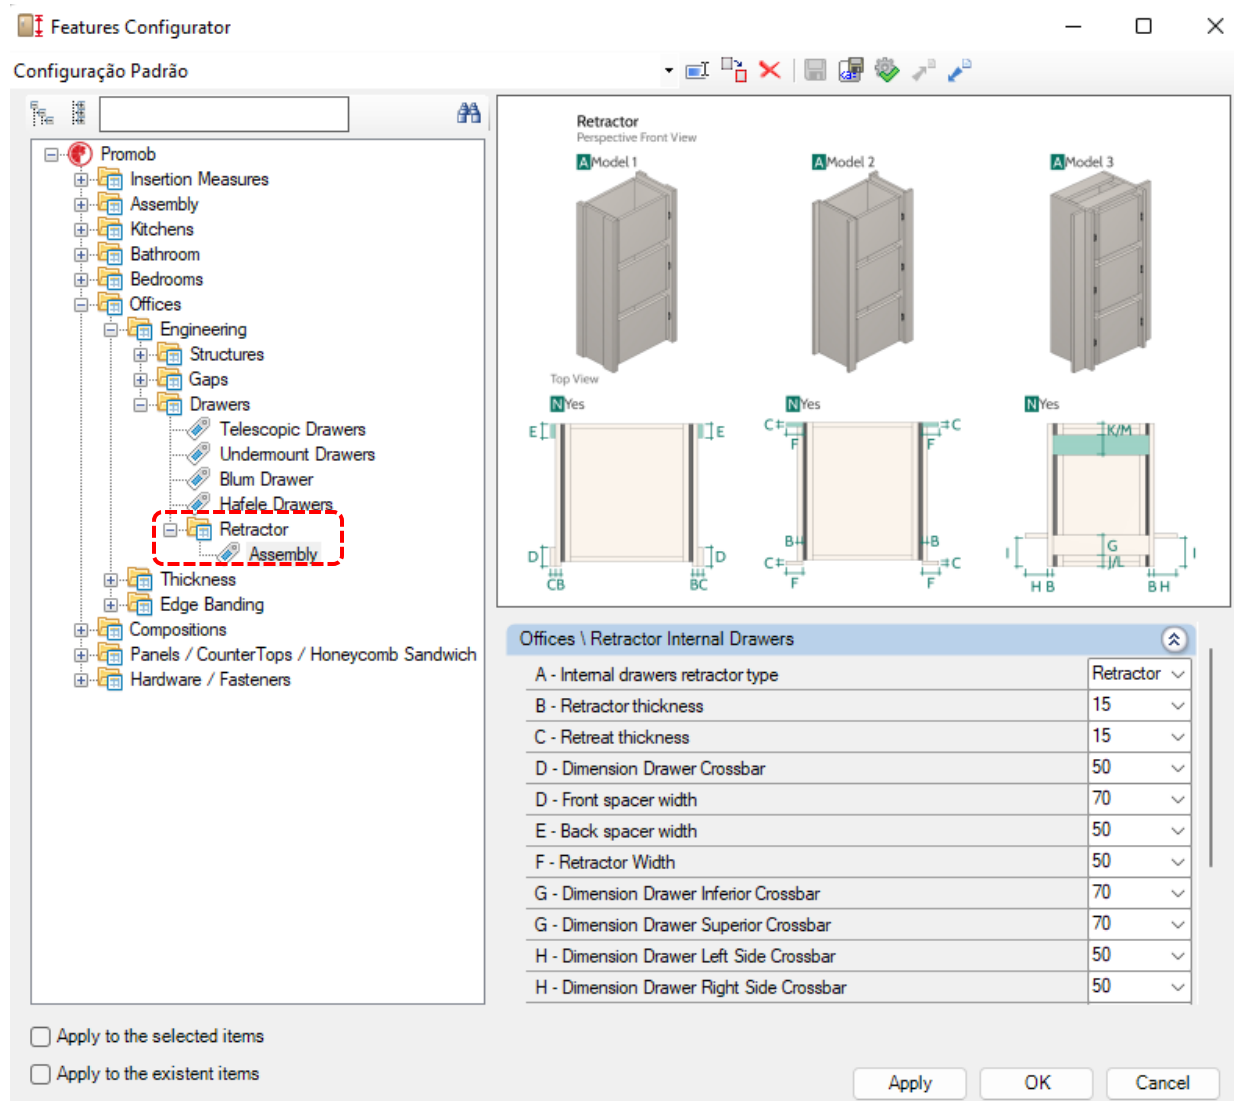 Features Configurator
Configuração Padrão
Promob
Insertion Measures
Assembly
Kitchens
Bathroom
Bedrooms
Offices
Engineering
Structures
Gaps
Drawers
Telescopic Drawers
Undermount Drawers
Blum Drawer
Hafele Drawers
Retractor
Assembly
Thickness
Edge Banding
Compositions
Panels / CounterTops / Honeycomb Sandwich
Hardware / Fasteners
Retractor
Perspective Front View
A Model 1
A Model 2
A Model 3
Top View
N Yes
N Yes
N Yes
E E C C K/M
F F
B B G
D D I I
C C J/L
CB BC F F H B B H
Offices \ Retractor Internal Drawers
A - Internal drawers retractor type Retractor
B - Retractor thickness 15
C - Retreat thickness 15
D - Dimension Drawer Crossbar 50
D - Front spacer width 70
E - Back spacer width 50
F - Retractor Width 50
G - Dimension Drawer Inferior Crossbar 70
G - Dimension Drawer Superior Crossbar 70
H - Dimension Drawer Left Side Crossbar 50
H - Dimension Drawer Right Side Crossbar 50
Apply to the selected items
Apply to the existent items
Apply OK Cancel